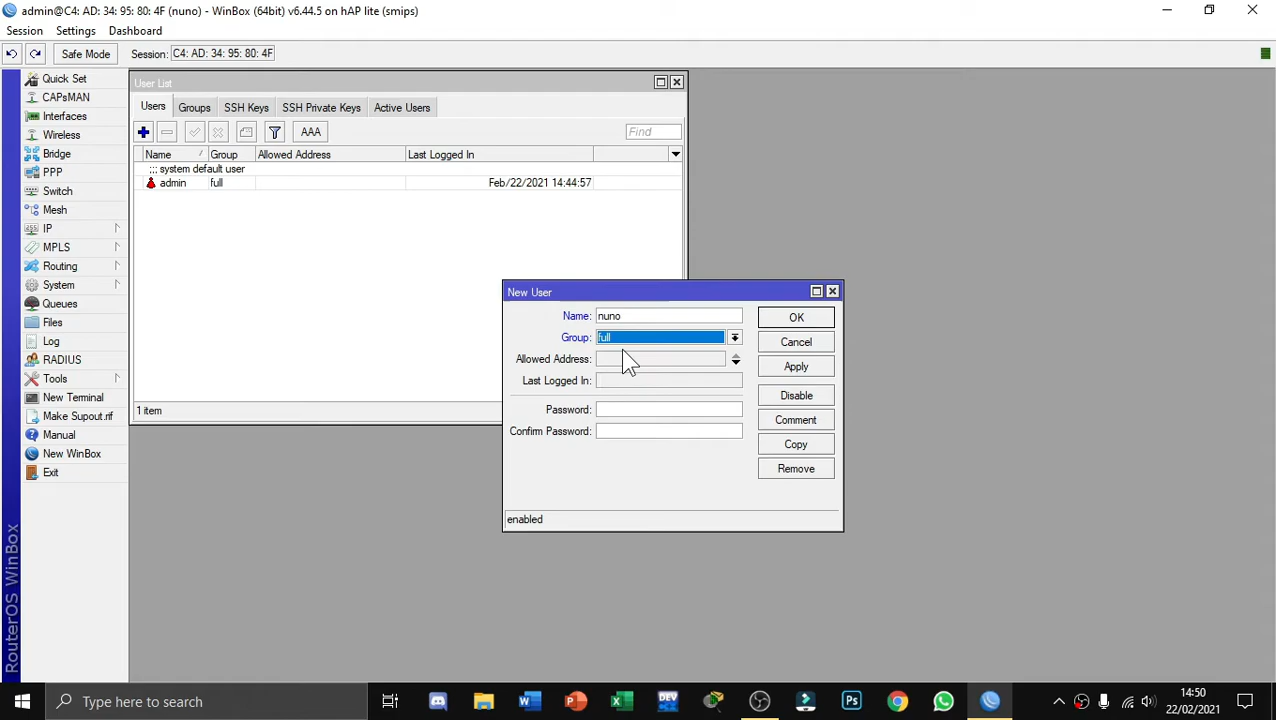 admin@C4: AD: 34: 95: 80: 4F (nuno) - WinBox (64bit) v6.44.5 on hAP lite (smips)
Session Settings Dashboard
Safe Mode Session: C4: AD: 34: 95: 80: 4F
Quick Set
CAPsMAN
Interfaces
Wireless
Bridge
PPP
Switch
Mesh
IP
MPLS
Routing
System
Queues
Files
Log
RADIUS
Tools
New Terminal
Make Supout.rif
Manual
New WinBox
Exit
RouterOS WinBox
User List
Users Groups SSH Keys SSH Private Keys Active Users
AAA Find
Name Group Allowed Address Last Logged In
;;; system default user
admin full Feb/22/2021 14:44:57
1 item
New User
Name: nuno
Group: full
Allowed Address:
Last Logged In:
Password:
Confirm Password:
OK
Cancel
Apply
Disable
Comment
Copy
Remove
enabled
Type here to search
DEV
Ps
14:50
22/02/2021